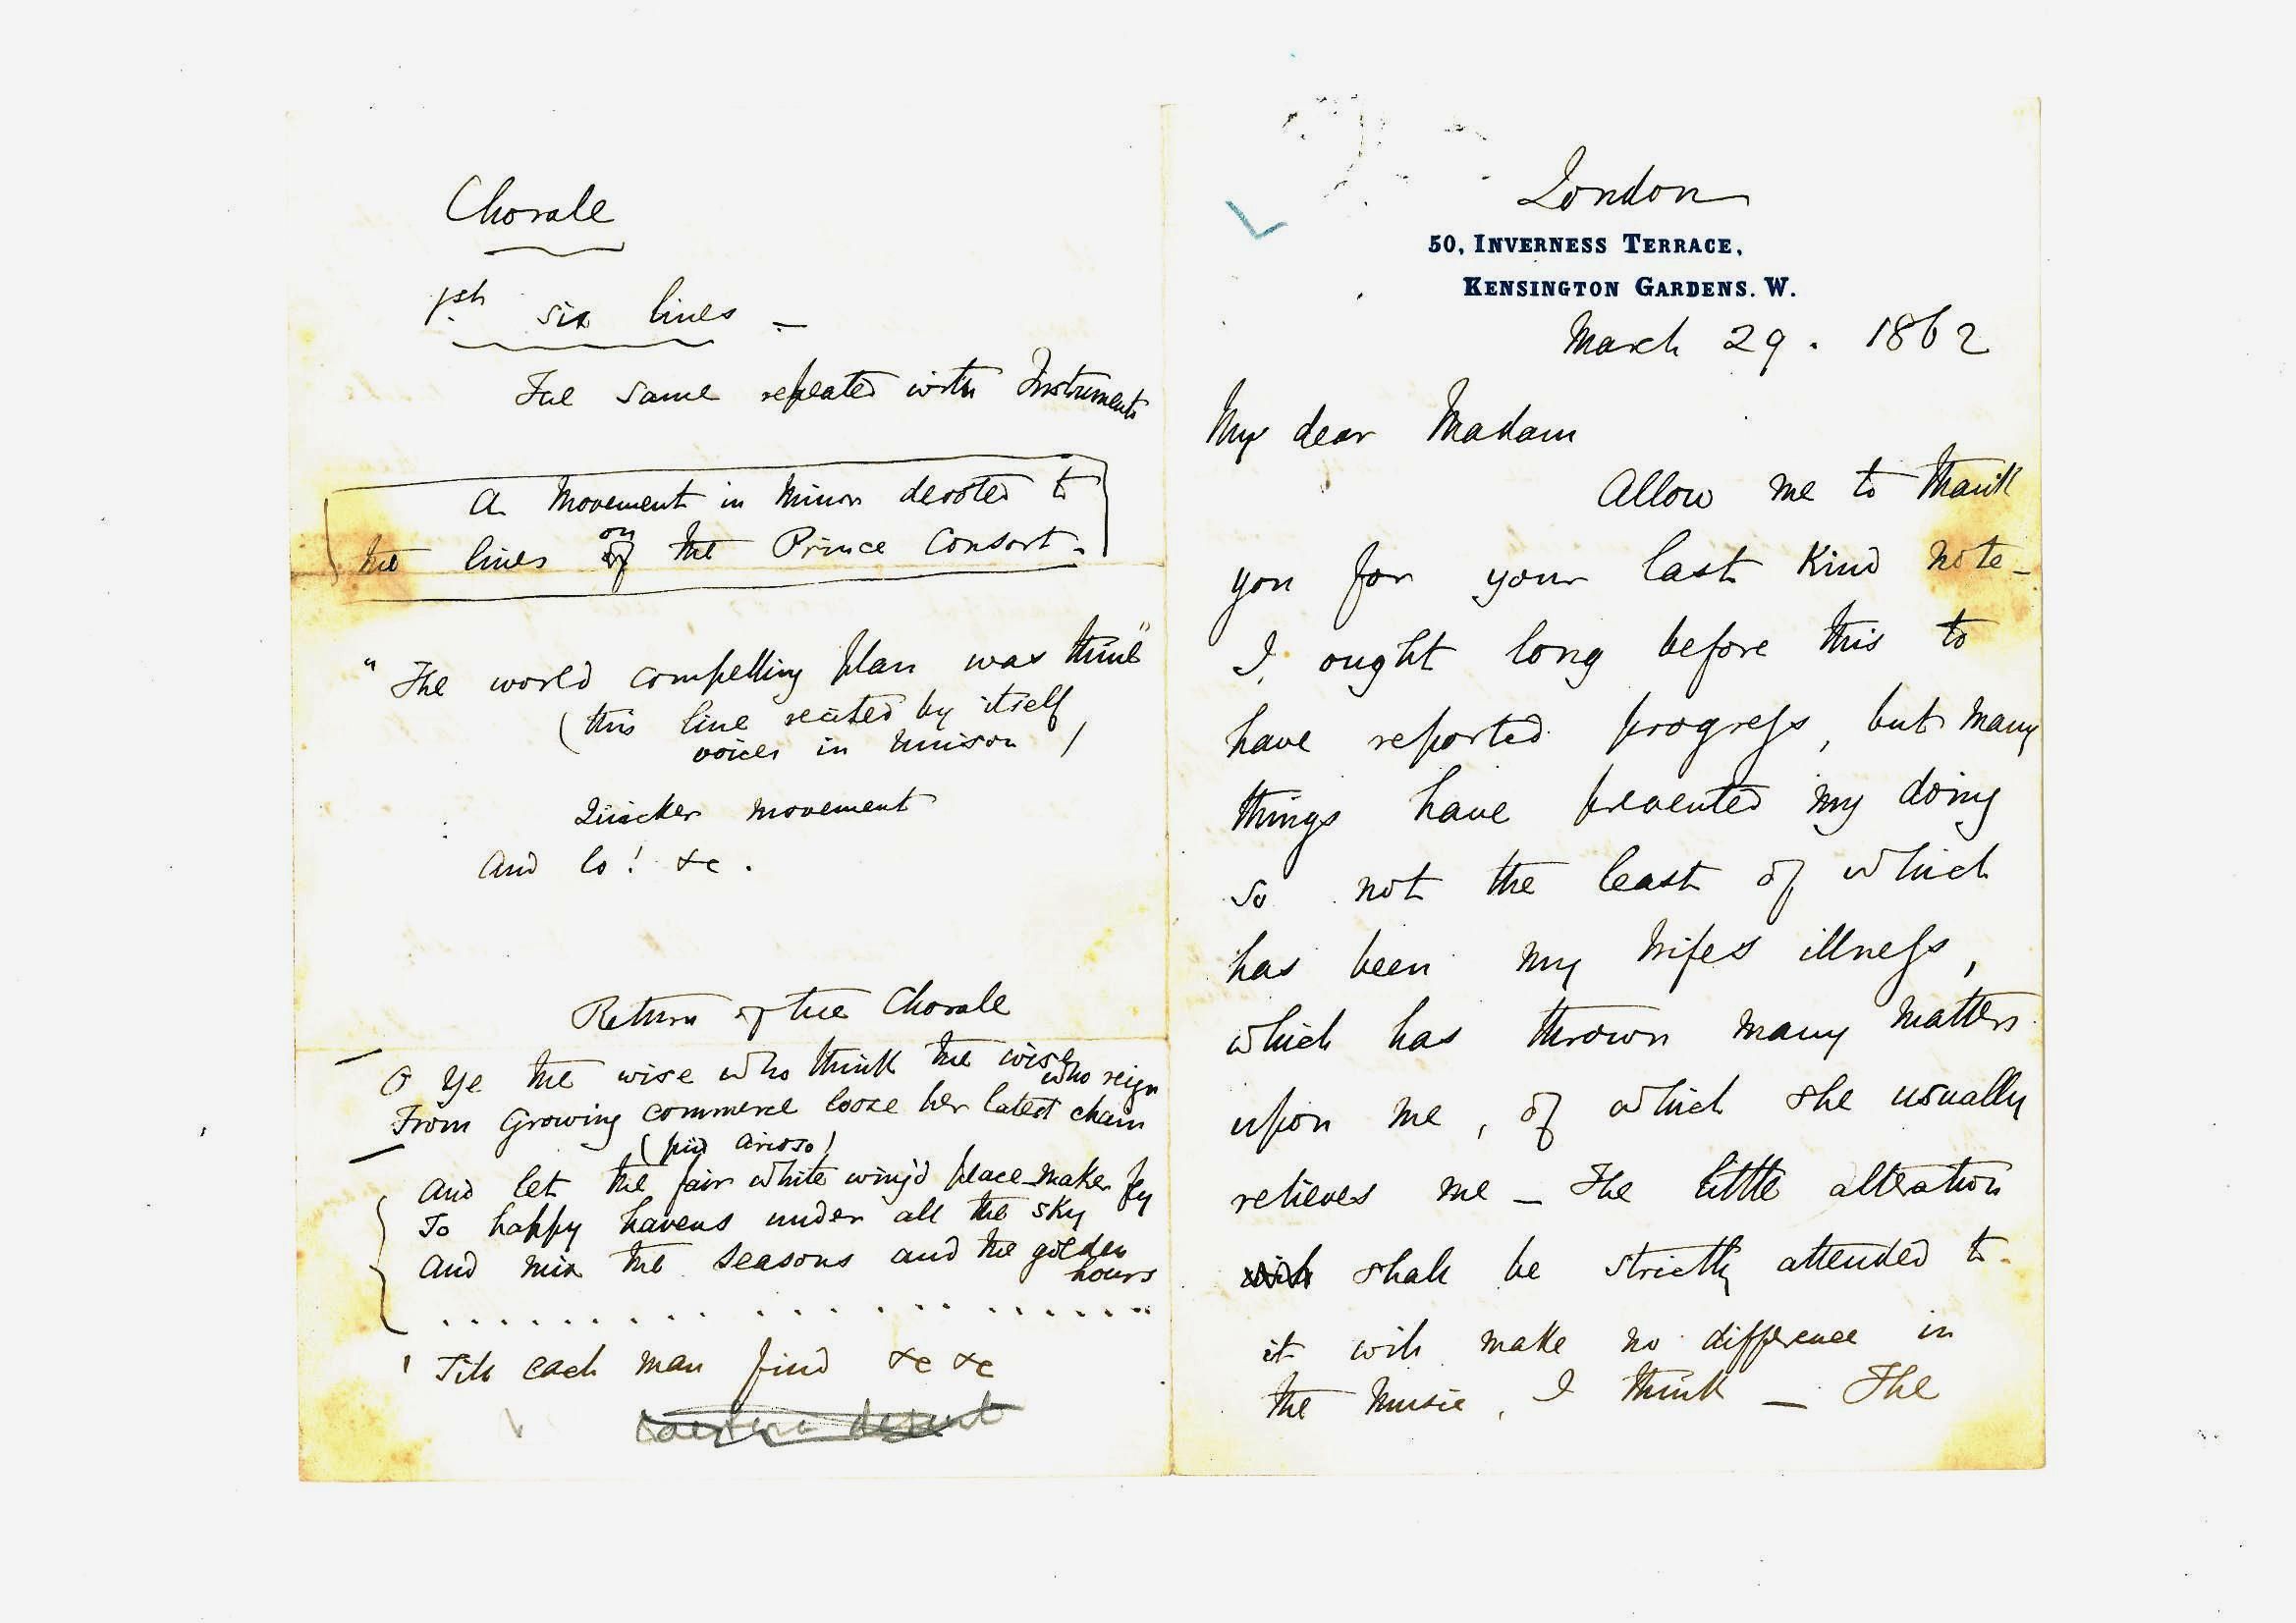 Chorale
1st six lines -
The same repeated with Instruments
A Movement in Minor devoted to
the lines on the Prince Consort.
"The world compelling plan was thine"
(this line recited by itself
voices in Unison)
Quicker movement
And lo! &c.
Return of the Chorale
O Ye the wise who think the wise who reign
From Growing commerce loose her latest chain
(più arioso)
And let the fair white wing'd peace-maker fly
To happy havens under all the sky
And mix the seasons and the golden
hours
. . . . . . . . . . . . . . . . . .
Till each man find &c &c
London
50, INVERNESS TERRACE,
KENSINGTON GARDENS. W.
March 29. 1862
My dear Madam
Allow me to thank
you for your last kind note -
I ought long before this to
have reported progress, but many
things have prevented my doing
so not the least of which
has been my wifes illness,
which has thrown many matters
upon me, of which she usually
relieves me - The little alteration
shall be strictly attended to -
it will make no difference in
the Music, I think - The